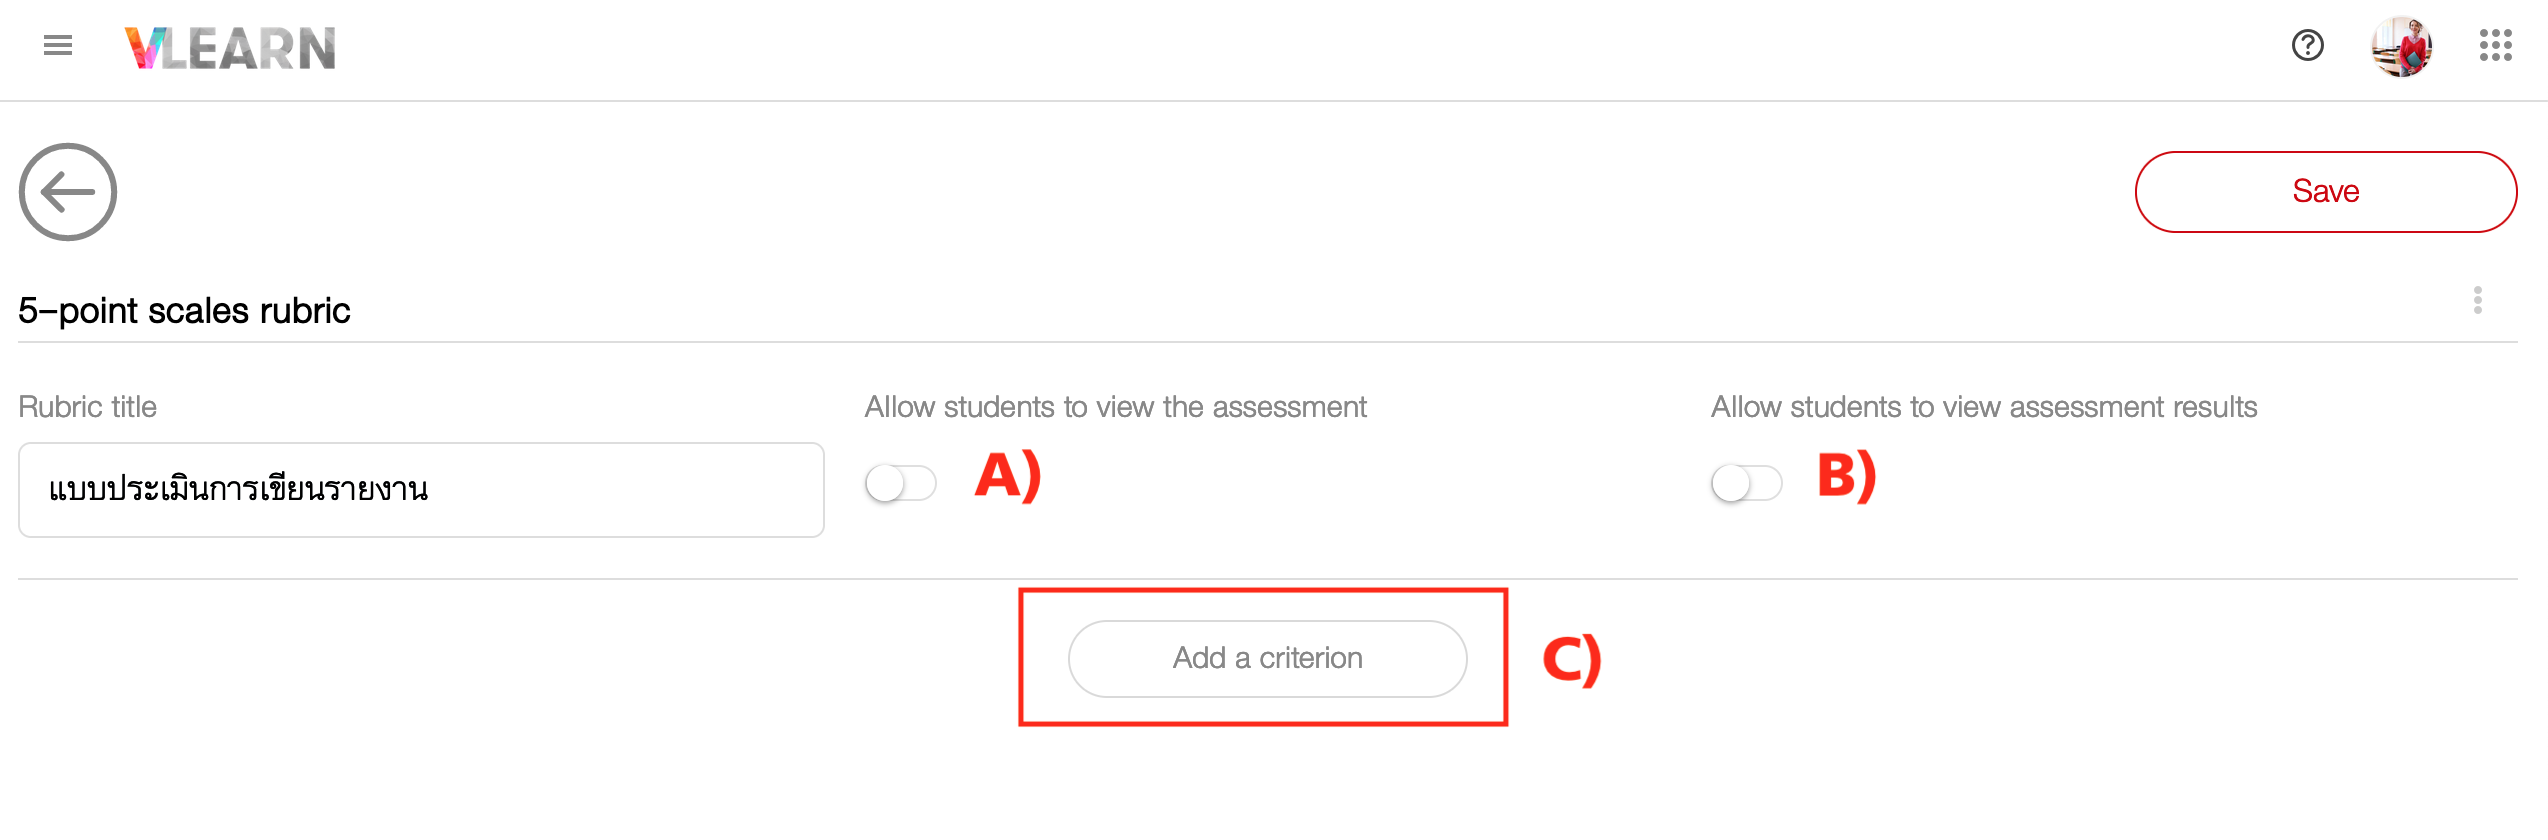 VLEARN
Save
5-point scales rubric
Rubric title
Allow students to view the assessment
Allow students to view assessment results
แบบประเมินการเขียนรายงาน
A)
B)
Add a criterion
C)